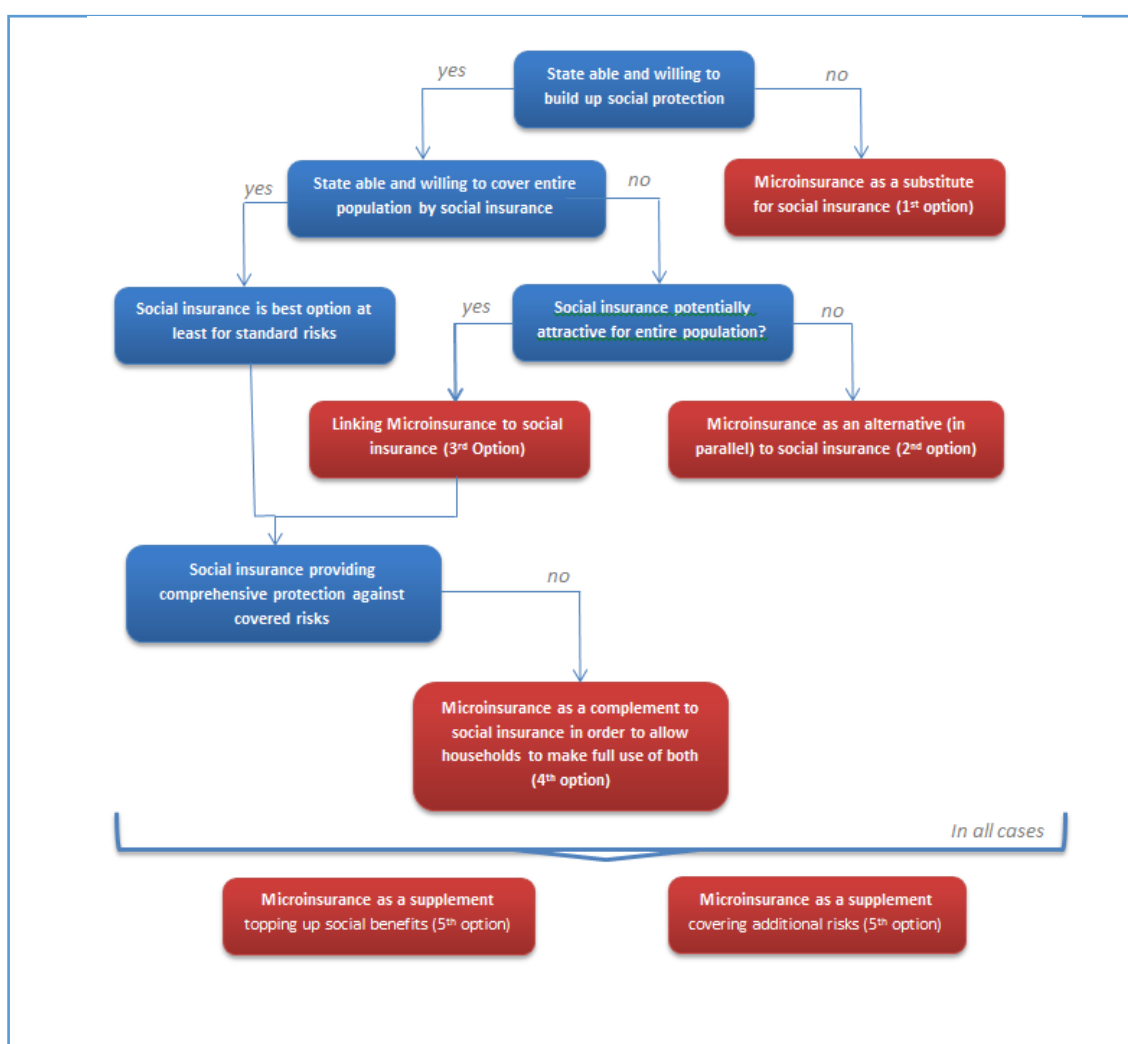 yes
State able and willing to
build up social protection
no
yes
State able and willing to cover entire
population by social insurance
no
Microinsurance as a substitute
for social insurance (1st option)
Social insurance is best option at
least for standard risks
yes
Social insurance potentially
attractive for entire population?
no
Linking Microinsurance to social
insurance (3rd Option)
Microinsurance as an alternative (in
parallel) to social insurance (2nd option)
Social insurance providing
comprehensive protection against
covered risks
no
Microinsurance as a complement to
social insurance in order to allow
households to make full use of both
(4th option)
In all cases
Microinsurance as a supplement
topping up social benefits (5th option)
Microinsurance as a supplement
covering additional risks (5th option)